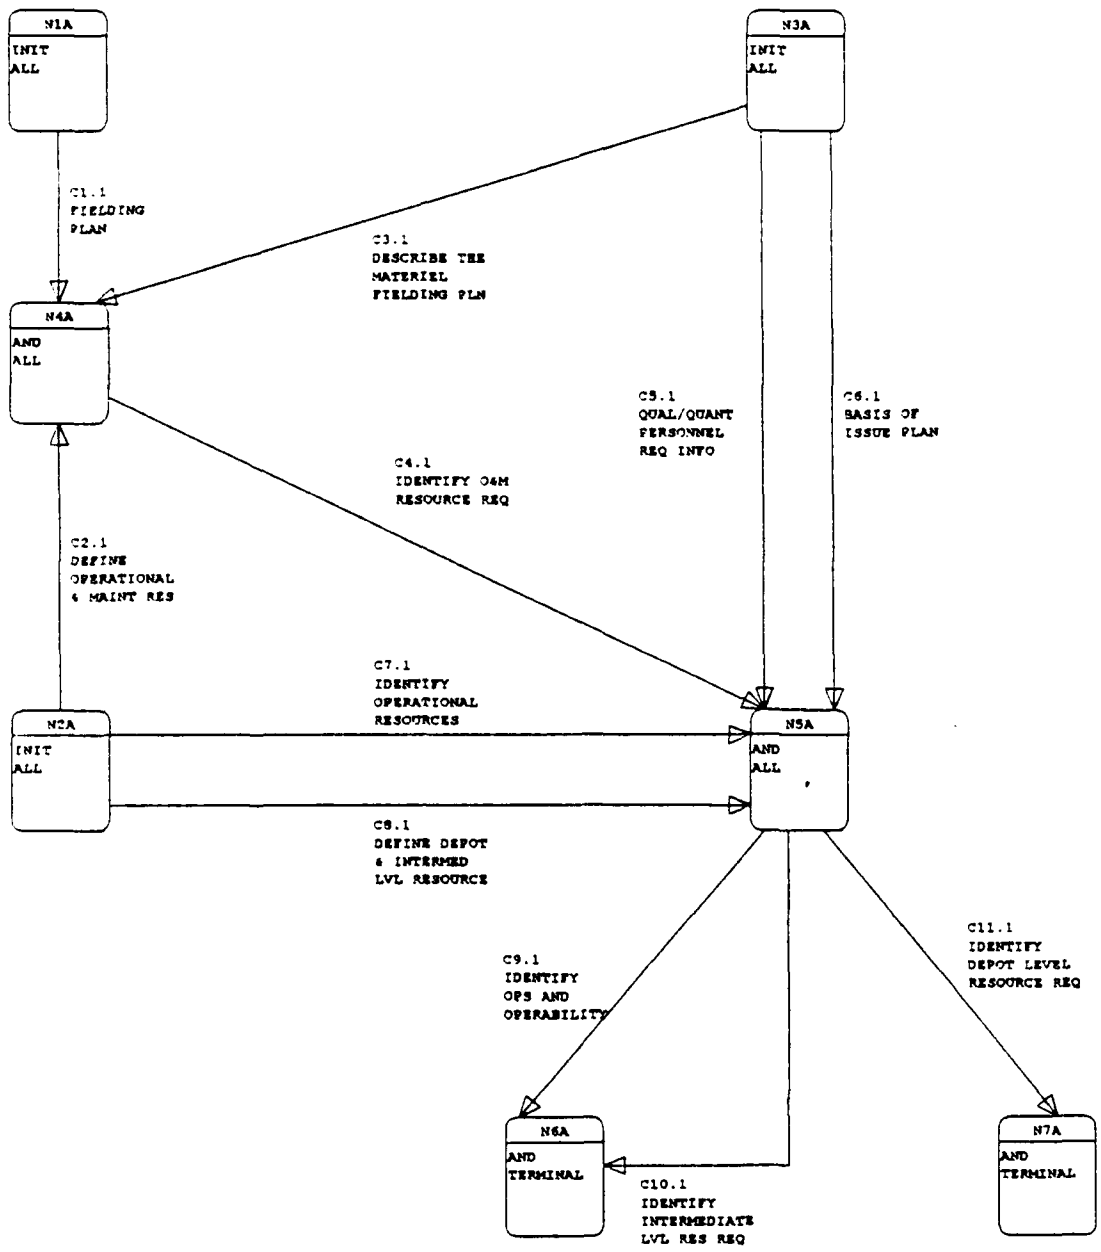 N1A
INIT
ALL
N3A
INIT
ALL
C1.1
FIELDING
PLAN
C3.1
DESCRIBE THE
MATERIEL
FIELDING PLN
N4A
AND
ALL
C5.1
QUAL/QUANT
PERSONNEL
REQ INFO
C6.1
BASIS OF
ISSUE PLAN
C4.1
IDENTIFY O&M
RESOURCE REQ
C2.1
DEFINE
OPERATIONAL
& MAINT RES
C7.1
IDENTIFY
OPERATIONAL
RESOURCES
N2A
INIT
ALL
N5A
AND
ALL
C8.1
DEFINE DEPOT
& INTERMED
LVL RESOURCE
C9.1
IDENTIFY
OPS AND
OPERABILITY
C11.1
IDENTIFY
DEPOT LEVEL
RESOURCE REQ
N6A
AND
TERMINAL
N7A
AND
TERMINAL
C10.1
IDENTIFY
INTERMEDIATE
LVL RES REQ